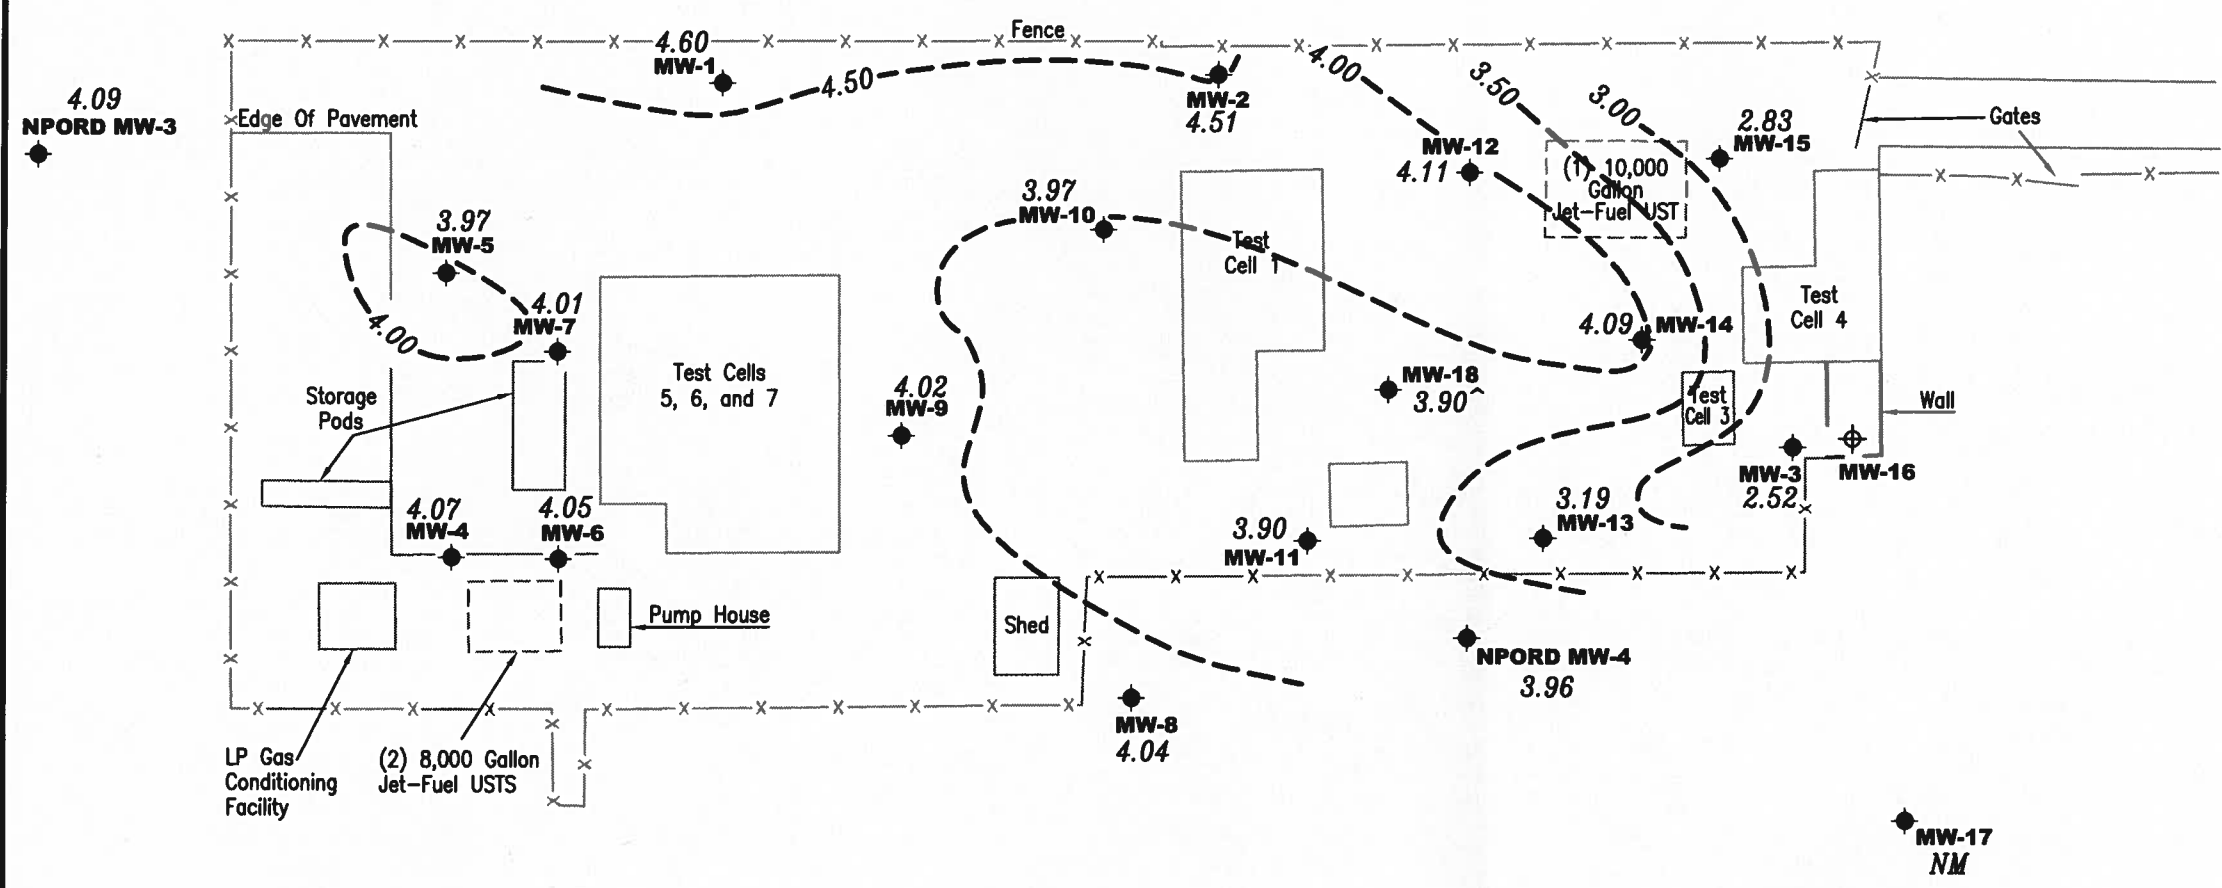 Fence
4.60
MW-1
4.50
4.00
3.50
3.00
4.09
NPORD MW-3
Edge Of Pavement
MW-2
4.51
2.83
MW-15
Gates
MW-12
4.11
(1) 10,000
Gallon
Jet-Fuel UST
3.97
MW-5
3.97
MW-10
Test
Cell 1
4.01
MW-7
4.00
4.09
MW-14
Test
Cell 4
Test Cells
5, 6, and 7
Storage
Pods
4.02
MW-9
MW-18
3.90^
Test
Cell 3
Wall
MW-3
2.52
MW-16
4.07
MW-4
4.05
MW-6
3.90
MW-11
3.19
MW-13
Pump House
Shed
NPORD MW-4
3.96
MW-8
4.04
LP Gas
Conditioning
Facility
(2) 8,000 Gallon
Jet-Fuel USTS
MW-17
NM